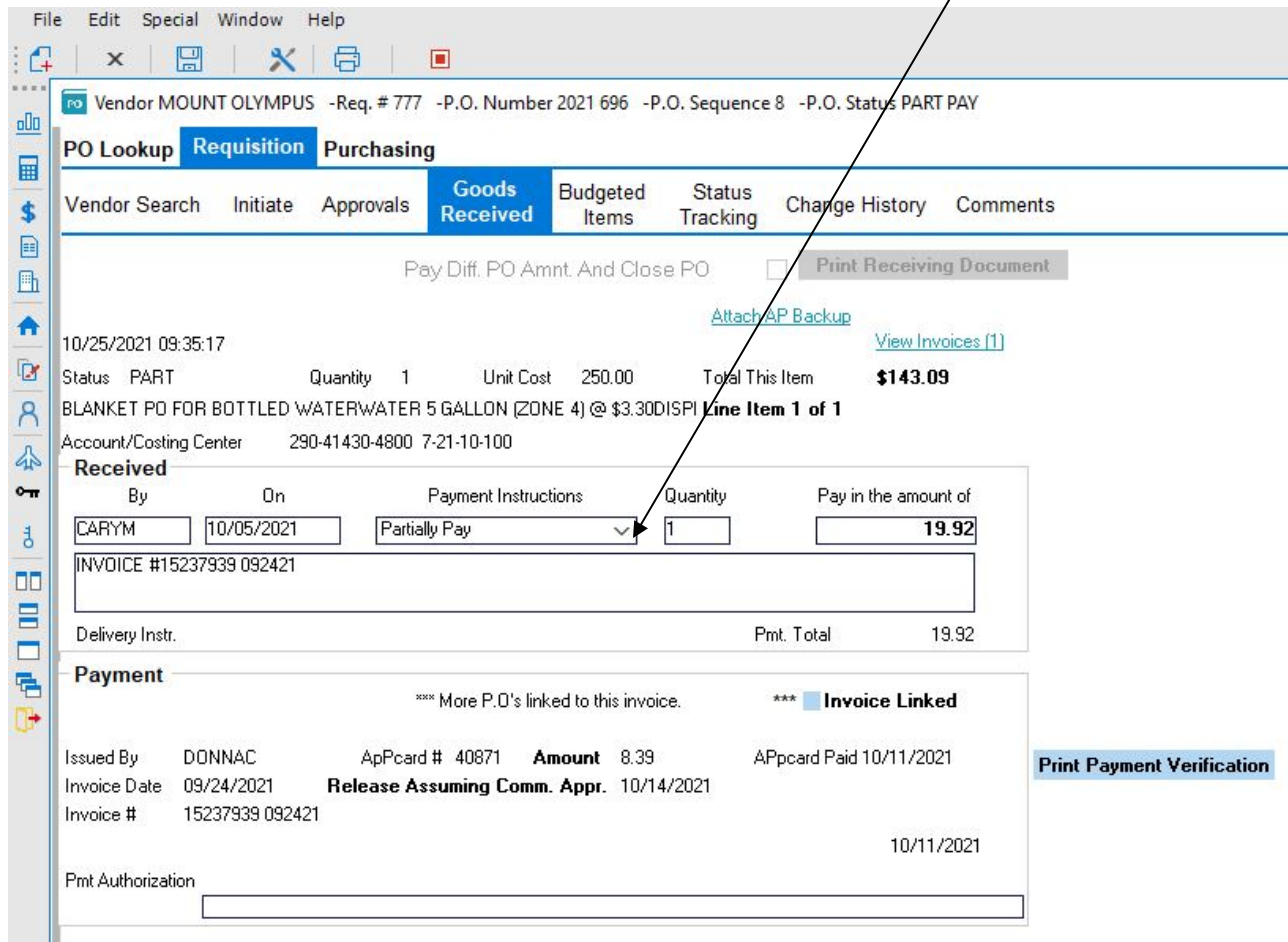 File Edit Special Window Help
PO Vendor MOUNT OLYMPUS -Req. # 777 -P.O. Number 2021 696 -P.O. Sequence 8 -P.O. Status PART PAY
PO Lookup Requisition Purchasing
Vendor Search Initiate Approvals Goods Received Budgeted Items Status Tracking Change History Comments
Pay Diff. PO Amnt. And Close PO Print Receiving Document
Attach AP Backup
10/25/2021 09:35:17 View Invoices (1)
Status PART Quantity 1 Unit Cost 250.00 Total This Item $143.09
BLANKET PO FOR BOTTLED WATERWATER 5 GALLON (ZONE 4) @ $3.30DISPI Line Item 1 of 1
Account/Costing Center 290-41430-4800 7-21-10-100
Received
By On Payment Instructions Quantity Pay in the amount of
CARYM 10/05/2021 Partially Pay 1 19.92
INVOICE #15237939 092421
Delivery Instr. Pmt. Total 19.92
Payment
*** More P.O's linked to this invoice. *** Invoice Linked
Issued By DONNAC ApPcard # 40871 Amount 8.39 APpcard Paid 10/11/2021
Print Payment Verification
Invoice Date 09/24/2021 Release Assuming Comm. Appr. 10/14/2021
Invoice # 15237939 092421
10/11/2021
Pmt Authorization